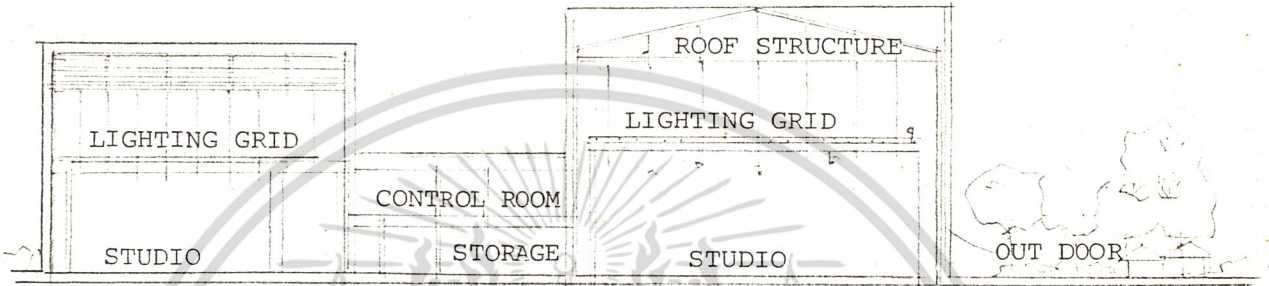 ROOF STRUCTURE
LIGHTING GRID
LIGHTING GRID
CONTROL ROOM
STUDIO
STORAGE
STUDIO
OUT DOOR